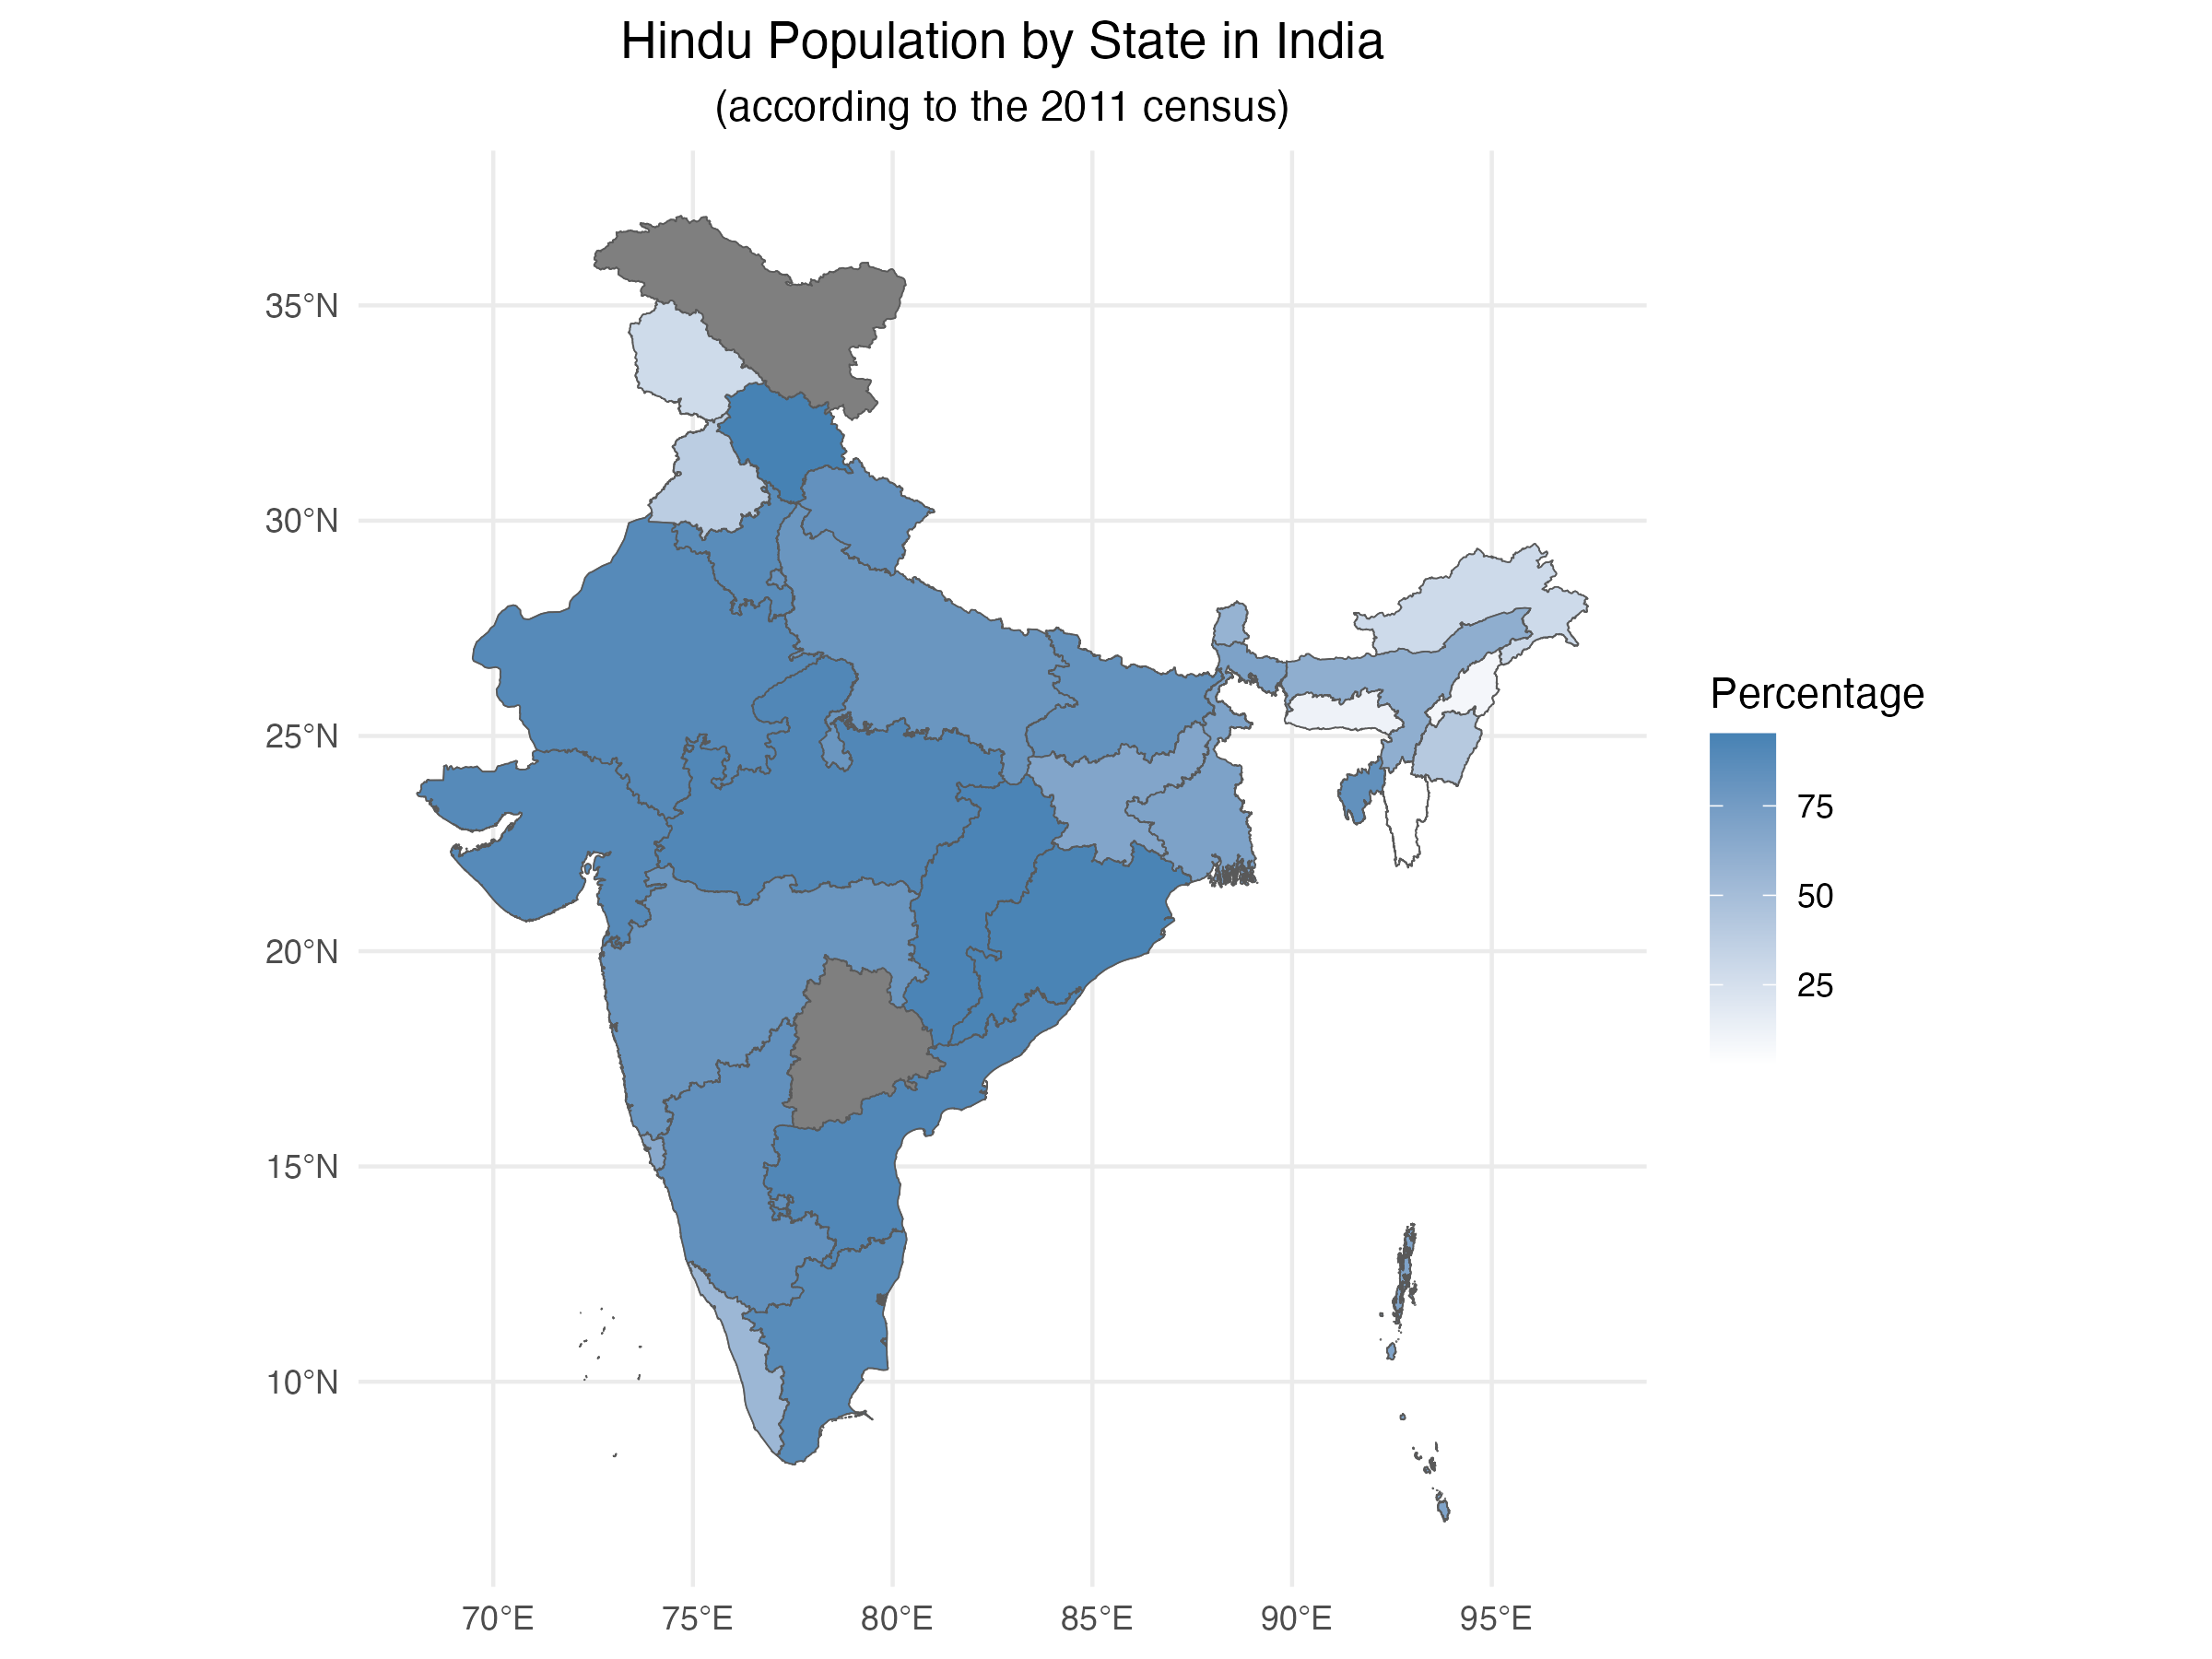 Hindu Population by State in India
(according to the 2011 census)
35°N
30°N
25°N
20°N
15°N
10°N
70°E
75°E
80°E
85°E
90°E
95°E
Percentage
75
50
25